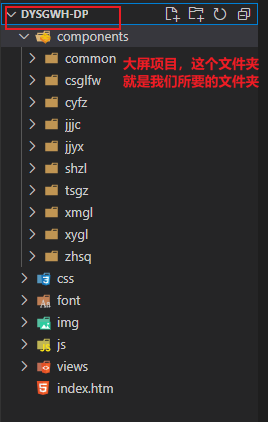 DYSGWH-DP
components
common
大屏项目，这个文件夹
就是我们所要的文件夹
csglfw
cyfz
jjjc
jjyx
shzl
tsgz
xmgl
xygl
zhsq
css
font
img
js
views
index.htm